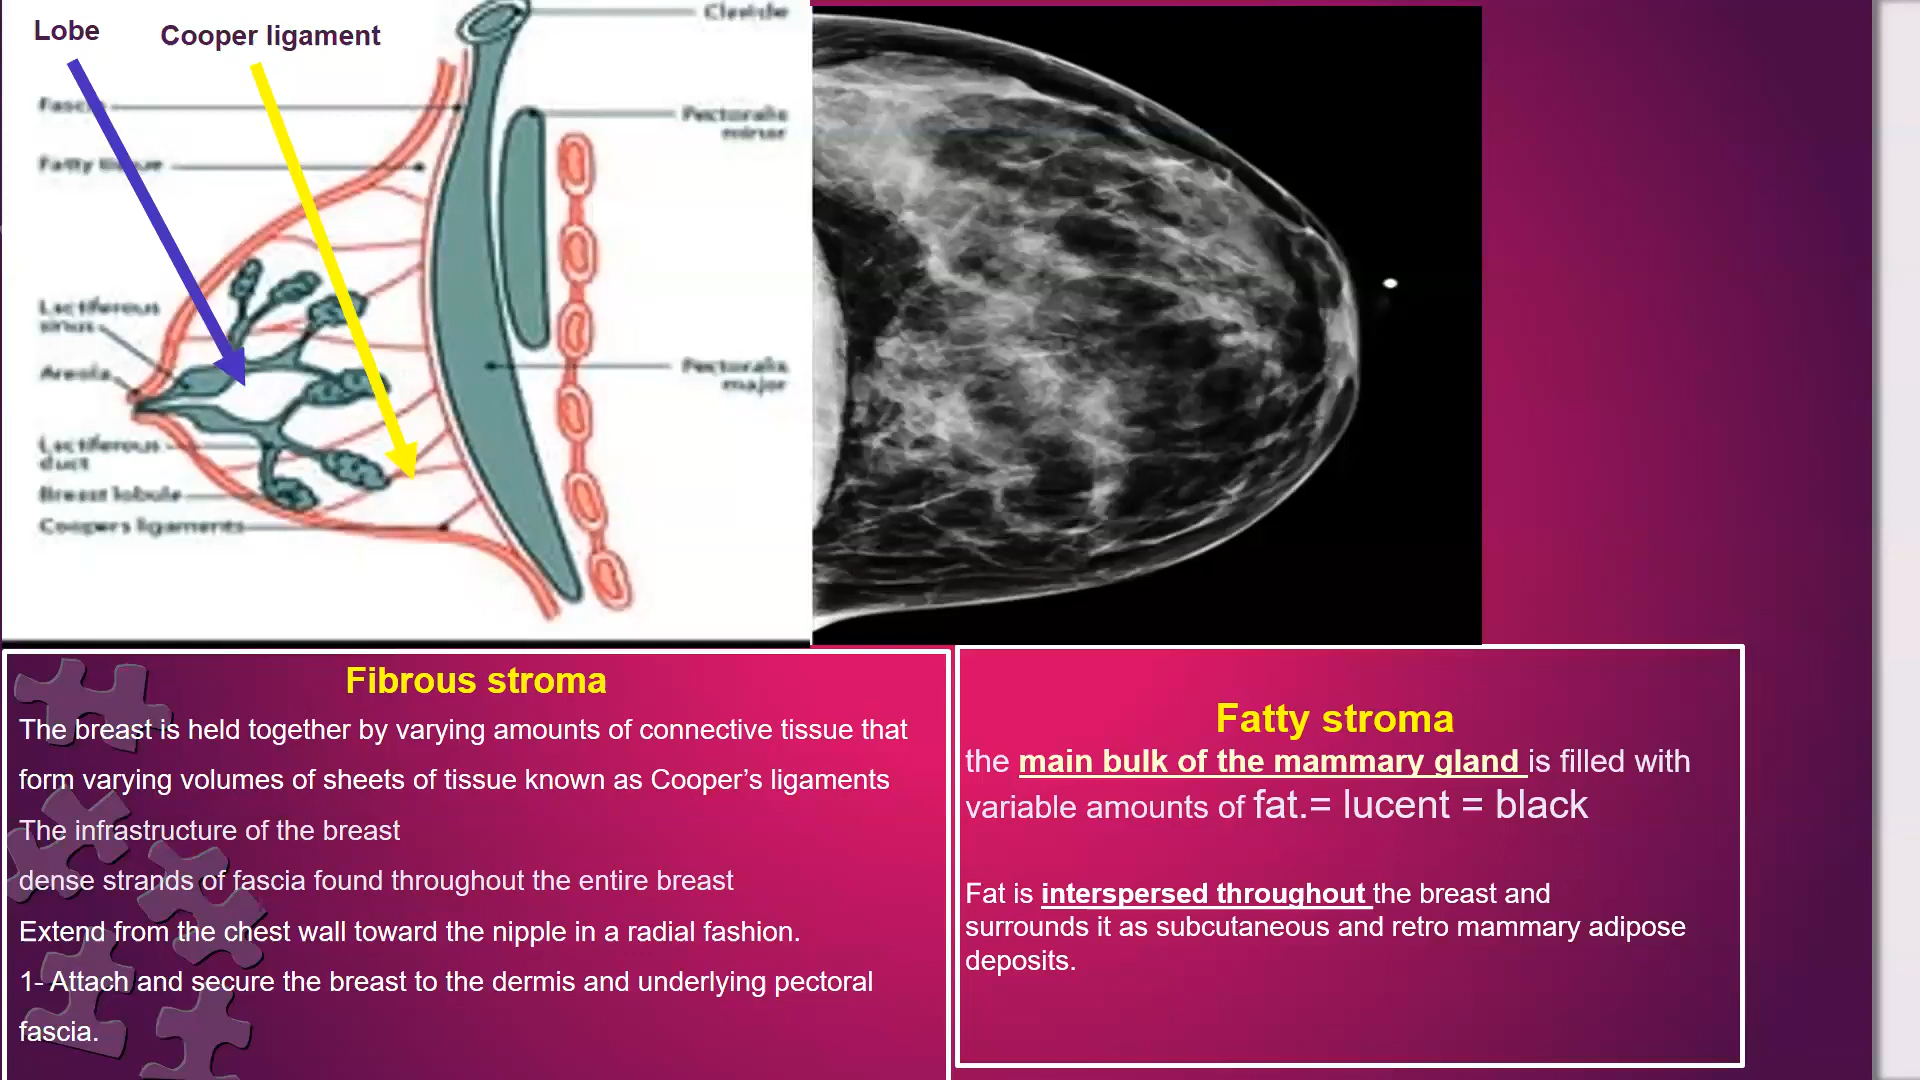 Lobe
Cooper ligament
Clavicle
Fascia
Pectoralis
minor
Fatty tissue
Lactiferous
sinus
Areola
Pectoralis
major
Lactiferous
duct
Breast lobule
Coopers ligaments
Fibrous stroma
The breast is held together by varying amounts of connective tissue that
form varying volumes of sheets of tissue known as Cooper’s ligaments
The infrastructure of the breast
dense strands of fascia found throughout the entire breast
Extend from the chest wall toward the nipple in a radial fashion.
1- Attach and secure the breast to the dermis and underlying pectoral
fascia.
Fatty stroma
the main bulk of the mammary gland is filled with
variable amounts of fat.= lucent = black
Fat is interspersed throughout the breast and
surrounds it as subcutaneous and retro mammary adipose
deposits.